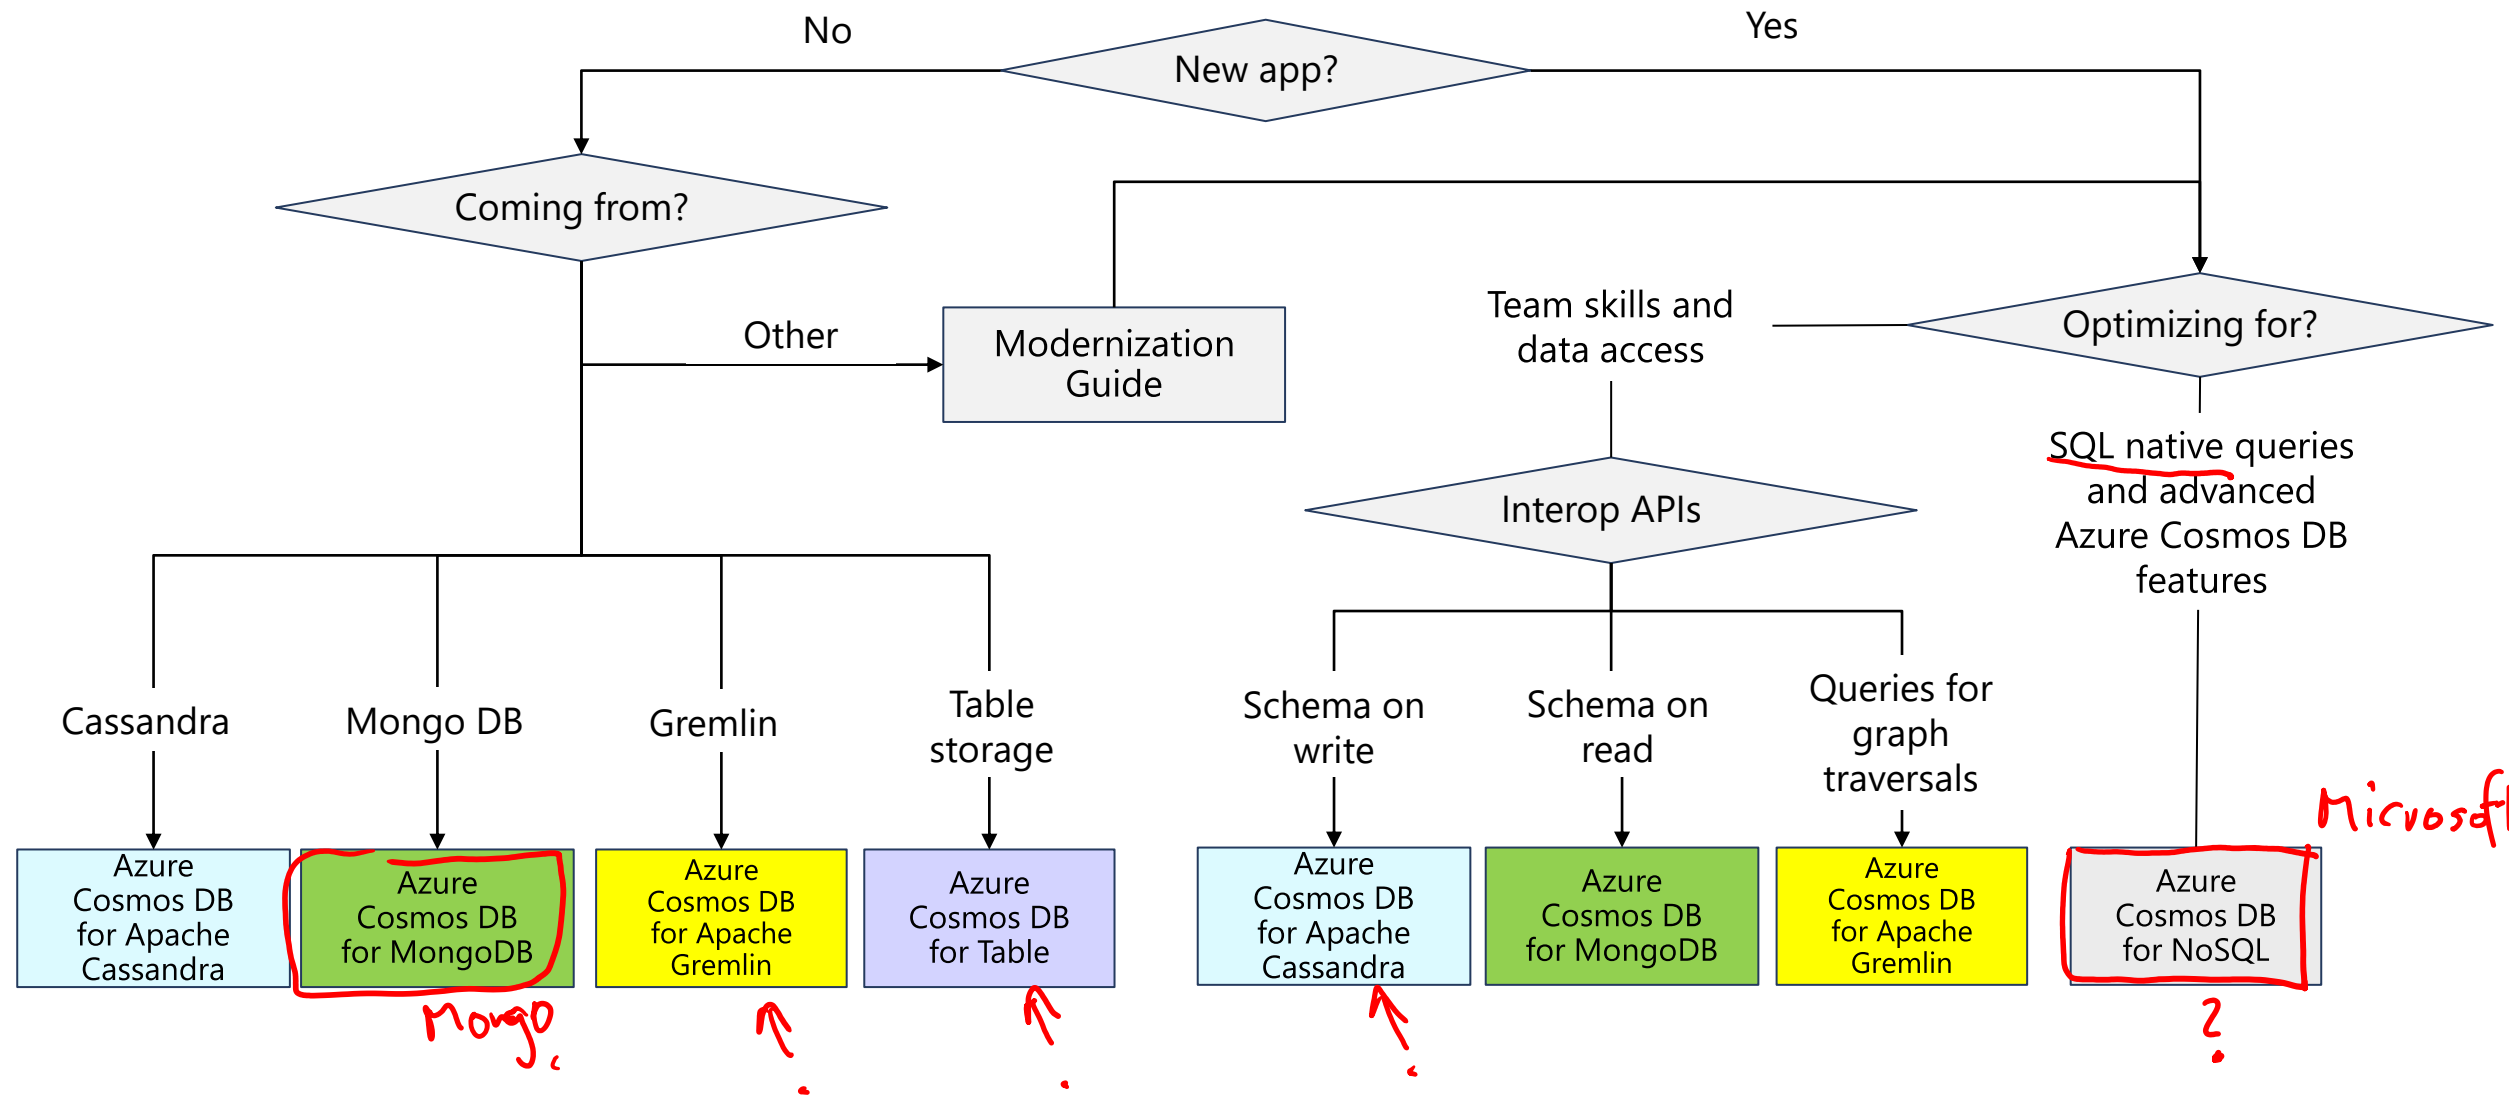 No
New app?
Yes
Coming from?
Other
Modernization
Guide
Team skills and
data access
Optimizing for?
SQL native queries
and advanced
Azure Cosmos DB
features
Interop APIs
Cassandra
Mongo DB
Gremlin
Table
storage
Schema on
write
Schema on
read
Queries for
graph
traversals
Microsoft
Azure
Cosmos DB
for Apache
Cassandra
Azure
Cosmos DB
for MongoDB
Azure
Cosmos DB
for Apache
Gremlin
Azure
Cosmos DB
for Table
Azure
Cosmos DB
for Apache
Cassandra
Azure
Cosmos DB
for MongoDB
Azure
Cosmos DB
for Apache
Gremlin
Azure
Cosmos DB
for NoSQL
Mongo
?